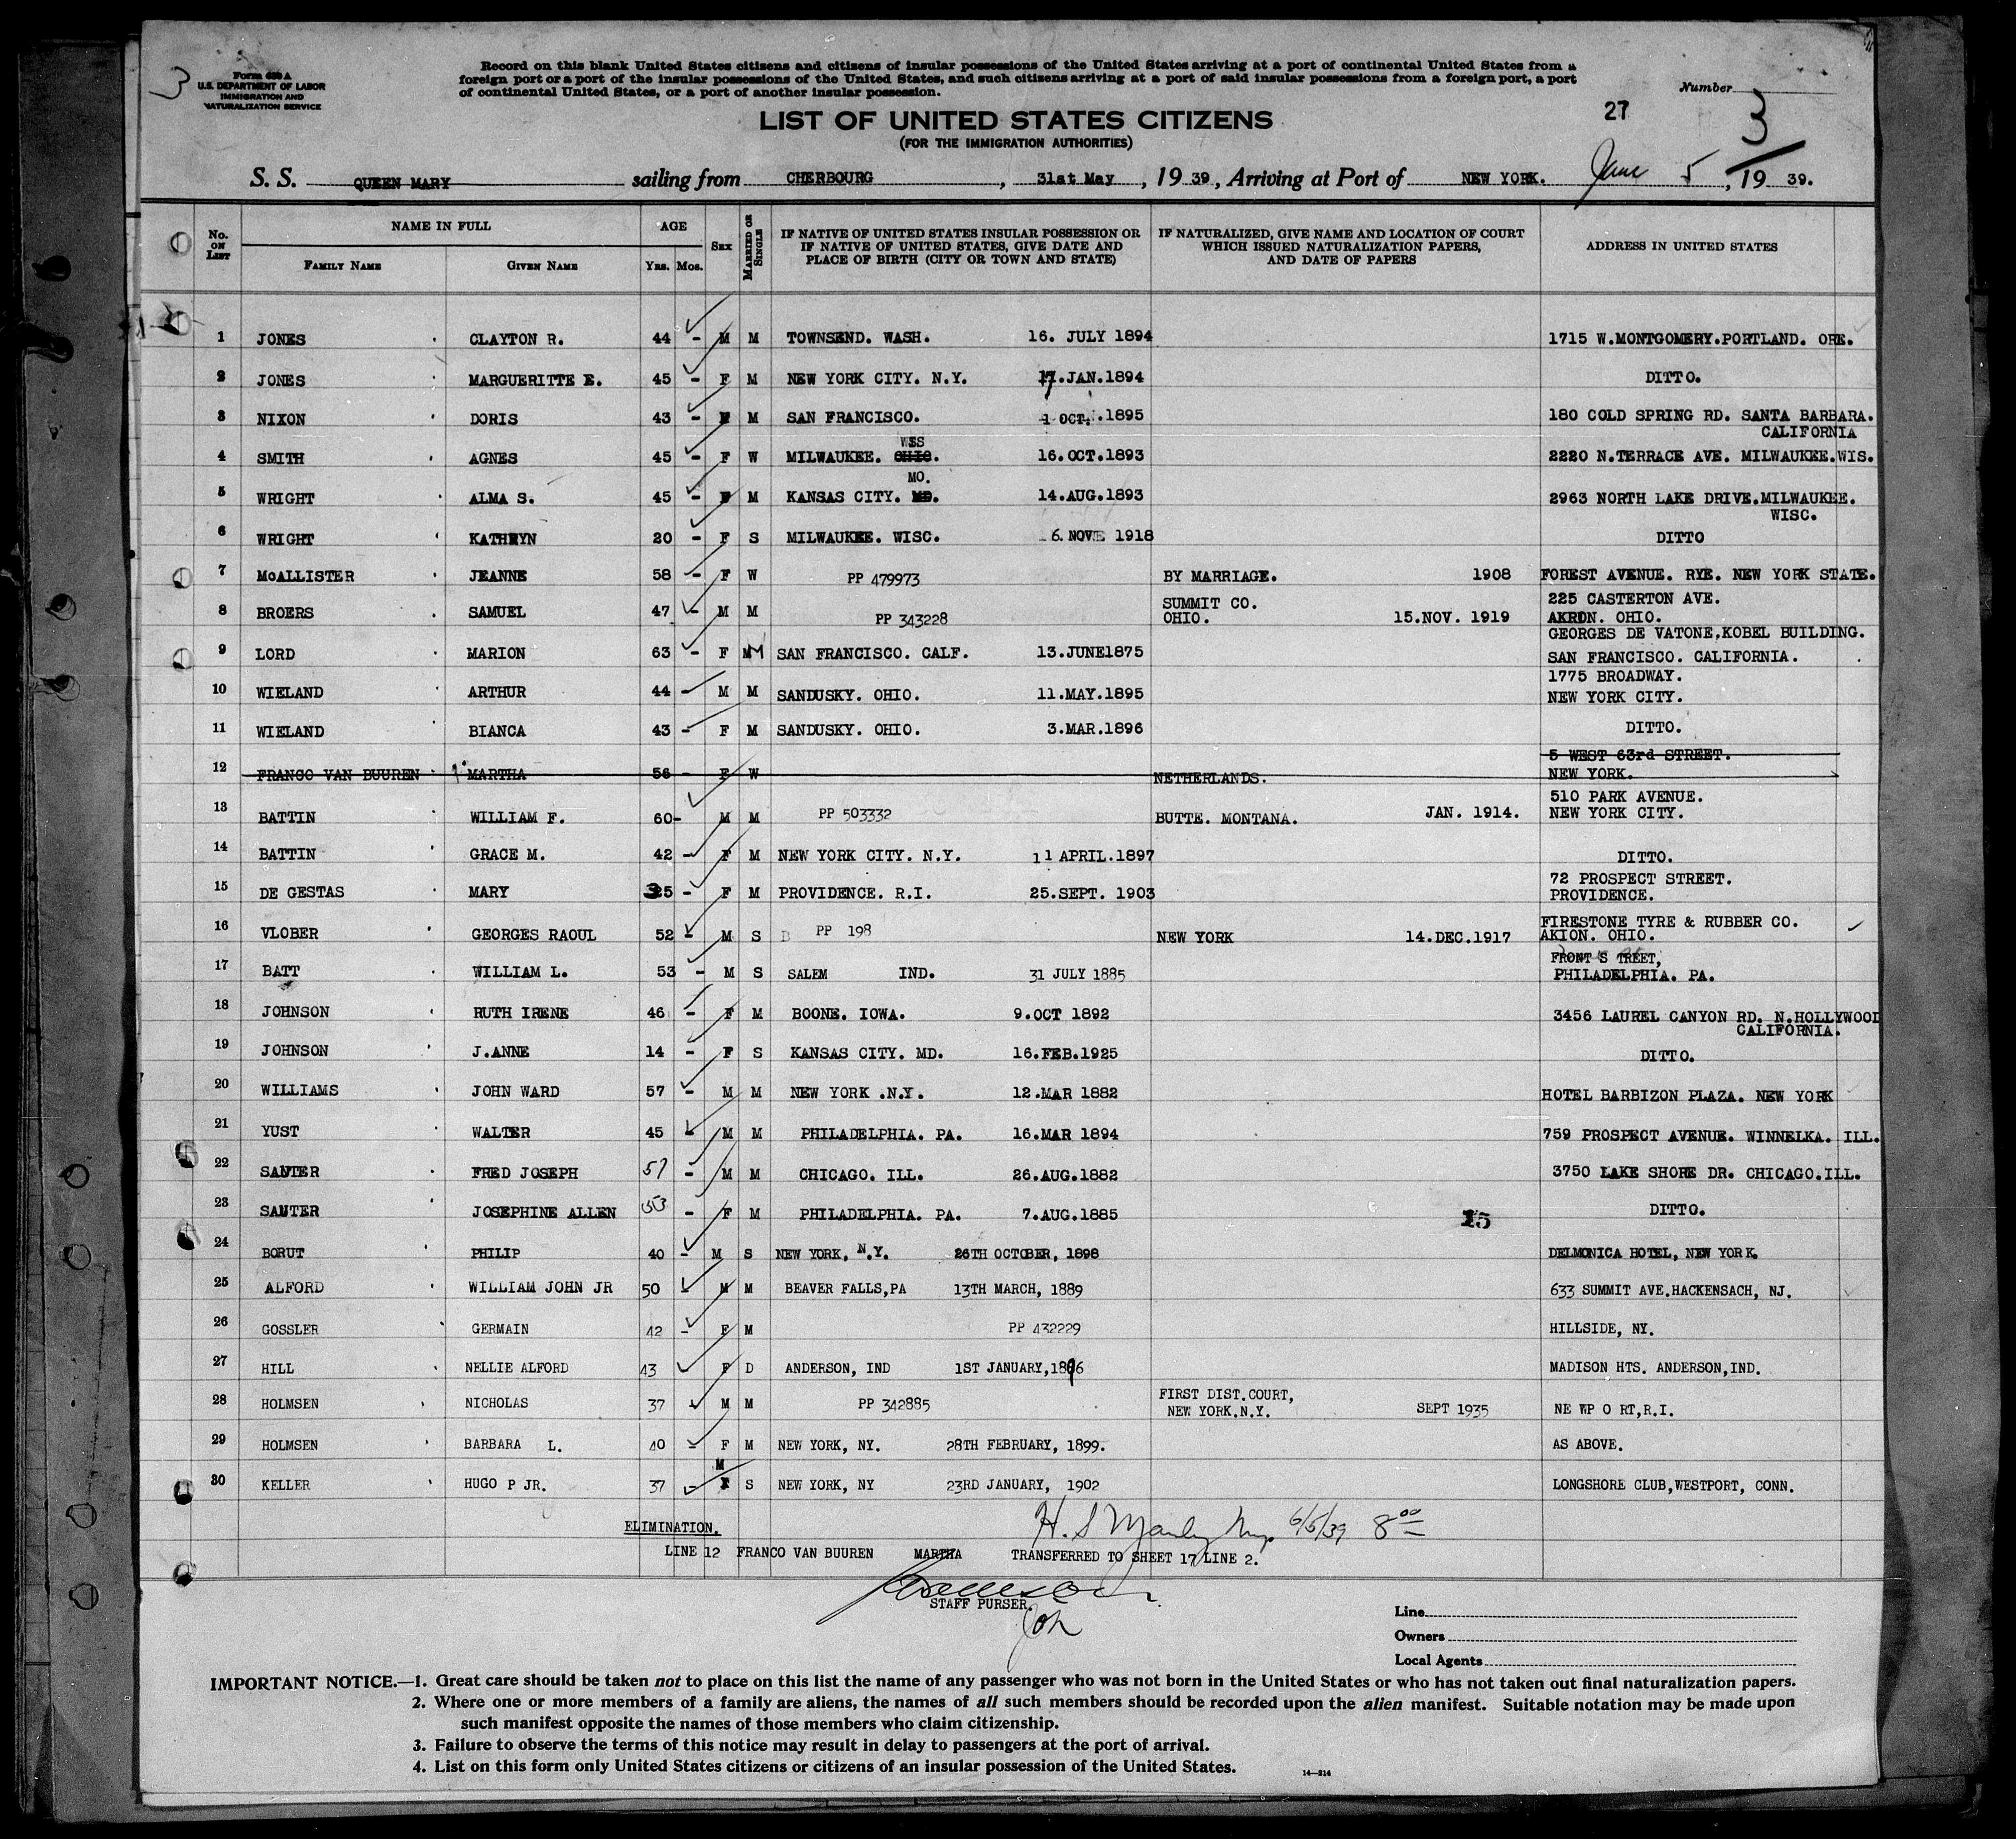 3
Form 630 A
U.S. DEPARTMENT OF LABOR
IMMIGRATION AND
NATURALIZATION SERVICE
Record on this blank United States citizens and citizens of insular possessions of the United States arriving at a port of continental United States from a
foreign port or a port of the insular possessions of the United States, and such citizens arriving at a port of said insular possessions from a foreign port, a port
of continental United States, or a port of another insular possession.
Number
27
3
LIST OF UNITED STATES CITIZENS
(FOR THE IMMIGRATION AUTHORITIES)
S. S. QUEEN MARY sailing from CHERBOURG, 31st May, 19 39, Arriving at Port of NEW YORK. June 5, 19 39.
No. ON LIST NAME IN FULL FAMILY NAME GIVEN NAME AGE YRS. MOS. SEX MARRIED OR SINGLE IF NATIVE OF UNITED STATES INSULAR POSSESSION OR IF NATIVE OF UNITED STATES, GIVE DATE AND PLACE OF BIRTH (CITY OR TOWN AND STATE) IF NATURALIZED, GIVE NAME AND LOCATION OF COURT WHICH ISSUED NATURALIZATION PAPERS, AND DATE OF PAPERS ADDRESS IN UNITED STATES
1 JONES CLAYTON R. 44 - M M TOWNSEND. WASH. 16. JULY 1894 1715 W.MONTGOMERY.PORTLAND. ORE.
2 JONES MARGUERITTE E. 45 - F M NEW YORK CITY. N.Y. 17.JAN.1894 DITTO.
3 NIXON DORIS 43 - F M SAN FRANCISCO. 1 OCT. .1895 180 COLD SPRING RD. SANTA BARBARA.
CALIFORNIA
WIS
4 SMITH AGNES 45 - F W MILWAUKEE. OHIO. 16.OCT.1893 2220 N.TERRACE AVE. MILWAUKEE.WIS.
MO.
5 WRIGHT ALMA S. 45 - F M KANSAS CITY. MD. 14.AUG.1893 2963 NORTH LAKE DRIVE.MILWAUKEE.
WISC.
6 WRIGHT KATHRYN 20 - F S MILWAUKEE. WISC. 6. NOVE 1918 DITTO
7 McALLISTER JEANNE 58 - F W PP 479973 BY MARRIAGE. 1908 FOREST AVENUE. RYE. NEW YORK STATE.
8 BROERS SAMUEL 47 - M M PP 343228 SUMMIT CO. OHIO. 15.NOV. 1919 225 CASTERTON AVE.
AKRON. OHIO.
9 LORD MARION 63 - F M M SAN FRANCISCO. CALF. 13.JUNE1875 GEORGES DE VATONE,KOBEL BUILDING.
SAN FRANCISCO. CALIFORNIA.
10 WIELAND ARTHUR 44 - M M SANDUSKY. OHIO. 11.MAY.1895 1775 BROADWAY.
NEW YORK CITY.
11 WIELAND BIANCA 43 - F M SANDUSKY. OHIO. 3.MAR.1896 DITTO.
12 FRANCO VAN BUUREN MARTHA 56 - F W NETHERLANDS. 5 WEST 63rd STREET.
NEW YORK.
13 BATTIN WILLIAM F. 60- M M PP 503332 BUTTE. MONTANA. JAN. 1914. 510 PARK AVENUE.
NEW YORK CITY.
14 BATTIN GRACE M. 42 - F M NEW YORK CITY. N.Y. 11 APRIL.1897 DITTO.
15 DE GESTAS MARY 35 - F M PROVIDENCE. R.I. 25.SEPT. 1903 72 PROSPECT STREET.
PROVIDENCE.
16 VLOBER GEORGES RAOUL 52 - M S PP 198 NEW YORK 14.DEC.1917 FIRESTONE TYRE & RUBBER CO.
AKION. OHIO.
17 BATT WILLIAM L. 53 - M S SALEM IND. 31 JULY 1885 FRONT S TREET,
PHILADELPHIA. PA.
18 JOHNSON RUTH IRENE 46 - F M BOONE. IOWA. 9.OCT 1892 3456 LAUREL CANYON RD. N.HOLLYWOOD
CALIFORNIA.
19 JOHNSON J.ANNE 14 - F S KANSAS CITY. MD. 16.FEB.1925 DITTO.
20 WILLIAMS JOHN WARD 57 - M M NEW YORK .N.Y. 12.MAR 1882 HOTEL BARBIZON PLAZA. NEW YORK
21 YUST WALTER 45 - M M PHILADELPHIA. PA. 16.MAR 1894 759 PROSPECT AVENUE. WINNELKA. ILL.
22 SAUTER FRED JOSEPH 57 - M M CHICAGO. ILL. 26.AUG.1882 3750 LAKE SHORE DR. CHICAGO.ILL.
23 SAUTER JOSEPHINE ALLEN 53 - F M PHILADELPHIA. PA. 7.AUG.1885 15 DITTO.
24 BORUT PHILIP 40 - M S NEW YORK, N.Y. 26TH OCTOBER, 1898 DELMONICA HOTEL, NEW YORK.
25 ALFORD WILLIAM JOHN JR 50 - M M BEAVER FALLS,PA 13TH MARCH, 1889 633 SUMMIT AVE.HACKENSACH, NJ.
26 GOSSLER GERMAIN 42 - F M PP 432229 HILLSIDE, NY.
27 HILL NELLIE ALFORD 43 F D ANDERSON, IND 1ST JANUARY,1896 MADISON HTS. ANDERSON,IND.
28 HOLMSEN NICHOLAS 37 - M M PP 342885 FIRST DIST.COURT,
NEW YORK.N.Y. SEPT 1935 NE WP O RT,R.I.
29 HOLMSEN BARBARA L. 40 - F M NEW YORK, NY. 28TH FEBRUARY, 1899. AS ABOVE.
M
30 KELLER HUGO P JR. 37 - F S NEW YORK, NY 23RD JANUARY, 1902 LONGSHORE CLUB,WESTPORT, CONN.
ELIMINATION.
6/5/39 8 00
LINE 12 FRANCO VAN BUUREN MARTHA TRANSFERRED TO SHEET 17 LINE 2.
STAFF PURSER.
Line
Owners
Local Agents
IMPORTANT NOTICE.—1. Great care should be taken not to place on this list the name of any passenger who was not born in the United States or who has not taken out final naturalization papers.
2. Where one or more members of a family are aliens, the names of all such members should be recorded upon the alien manifest. Suitable notation may be made upon
such manifest opposite the names of those members who claim citizenship.
3. Failure to observe the terms of this notice may result in delay to passengers at the port of arrival.
4. List on this form only United States citizens or citizens of an insular possession of the United States.
14—214